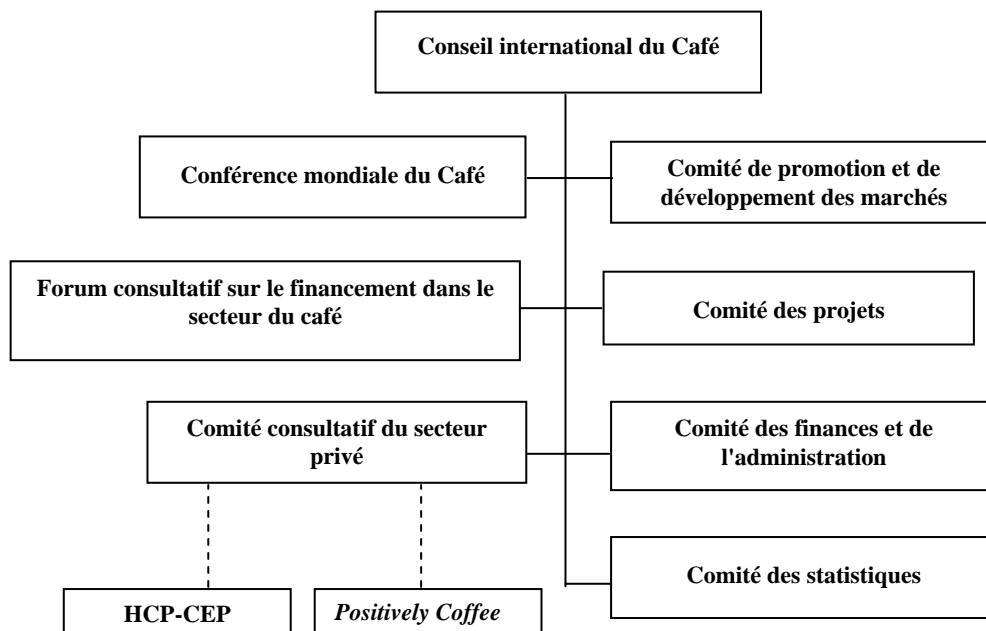 Conseil international du Café
Conférence mondiale du Café
Comité de promotion et de
développement des marchés
Forum consultatif sur le financement dans le
secteur du café
Comité des projets
Comité consultatif du secteur
privé
Comité des finances et de
l'administration
Comité des statistiques
HCP-CEP
Positively Coffee